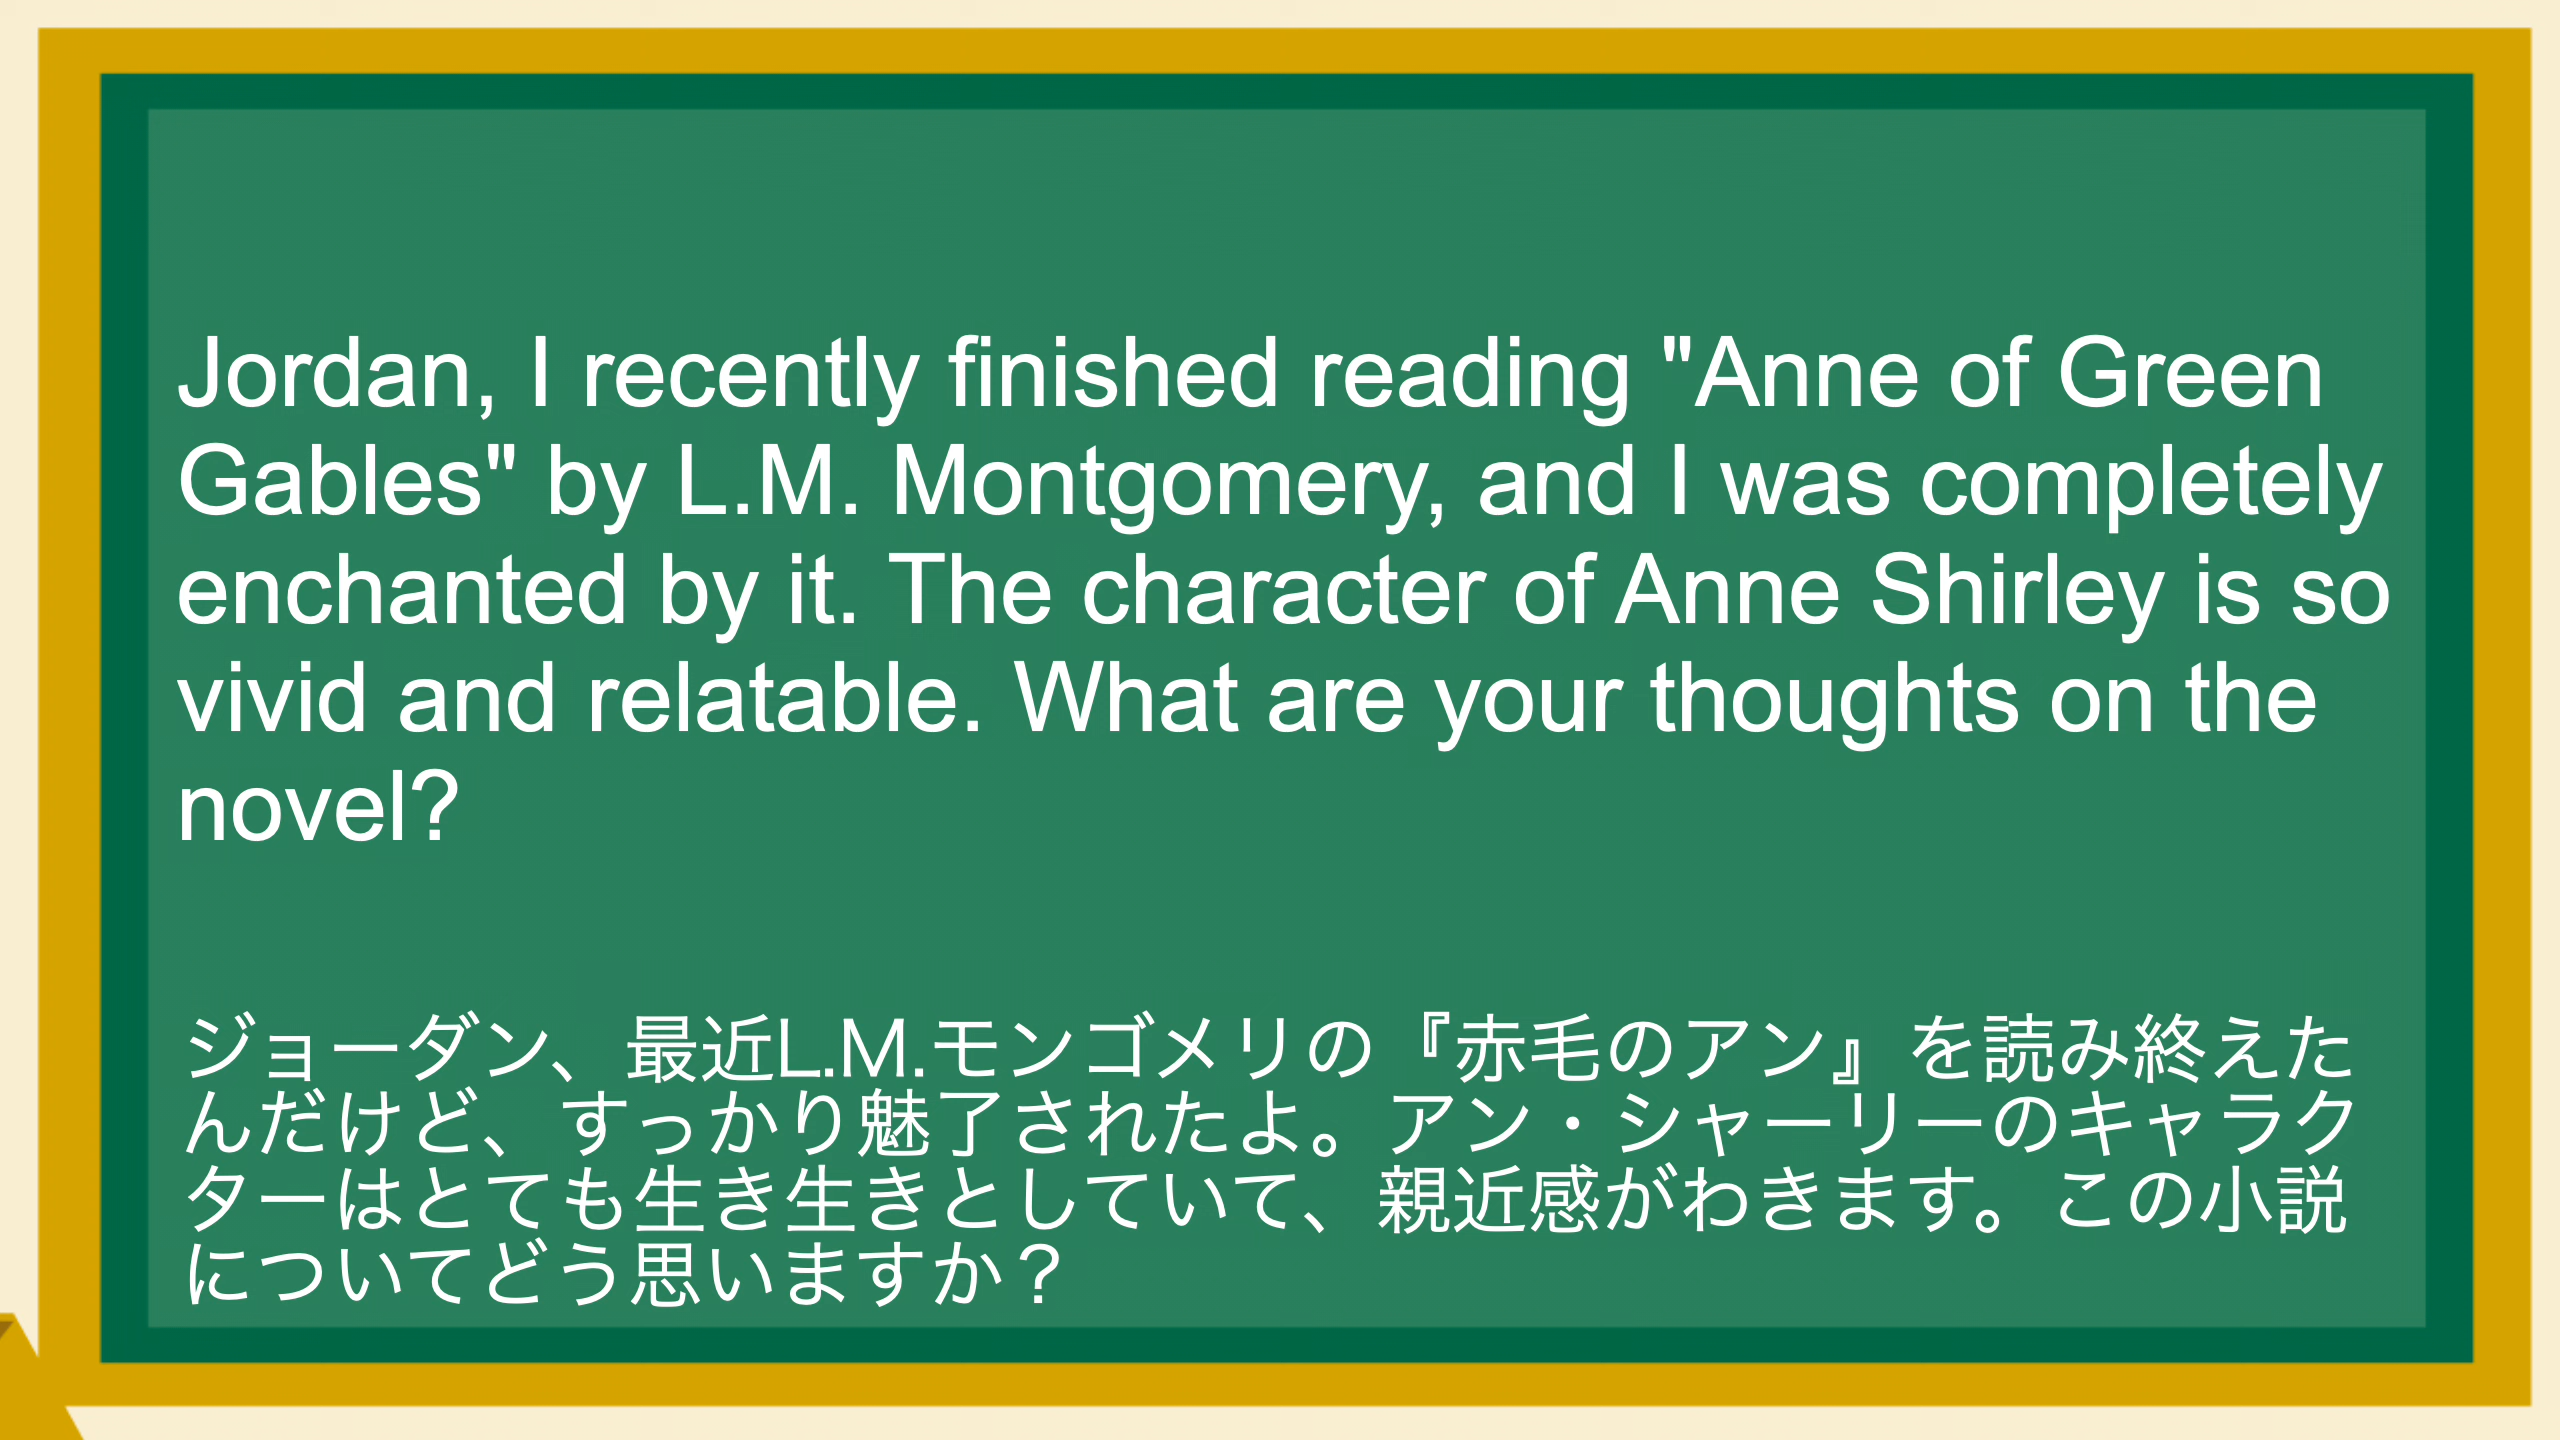 Jordan, I recently finished reading "Anne of Green
Gables" by L.M. Montgomery, and I was completely
enchanted by it. The character of Anne Shirley is so
vivid and relatable. What are your thoughts on the
novel?
ジョーダン、最近L.M.モンゴメリの『赤毛のアン』を読み終えた
んだけど、すっかり魅了されたよ。アン・シャーリーのキャラク
ターはとても生き生きとしていて、親近感がわきます。この小説
についてどう思いますか？